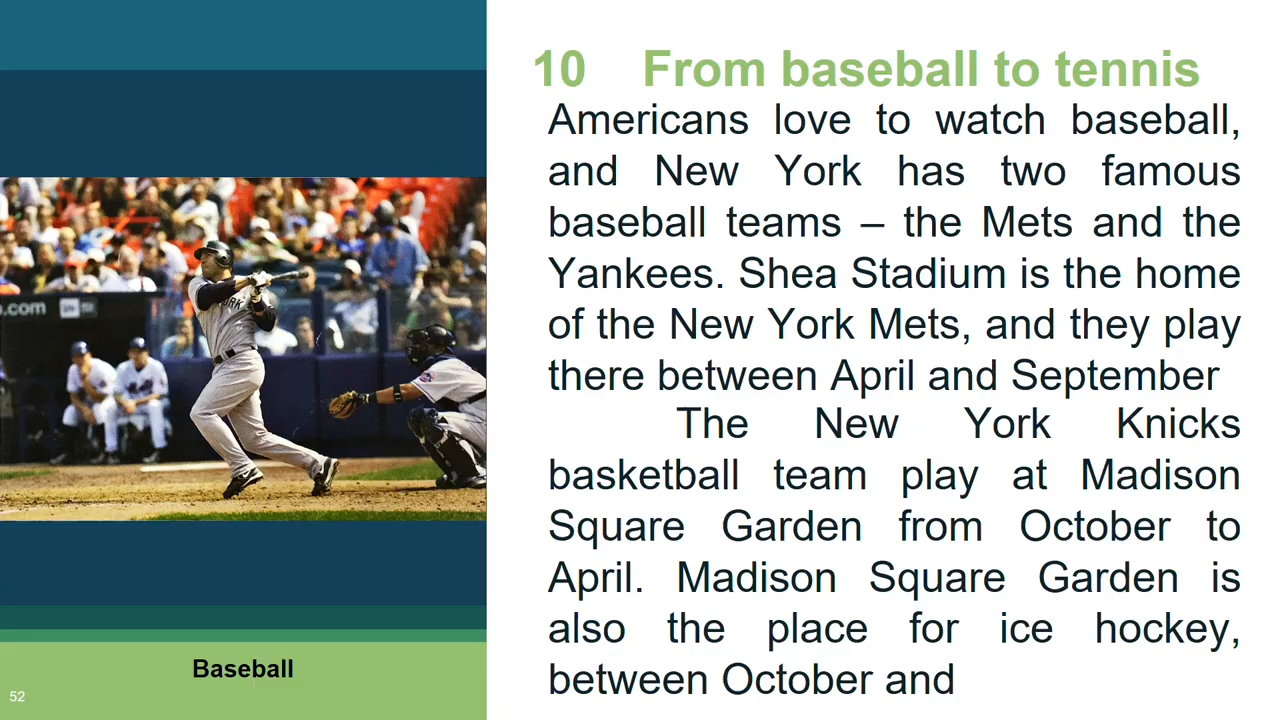 10 From baseball to tennis
Americans love to watch baseball,
and New York has two famous
baseball teams – the Mets and the
Yankees. Shea Stadium is the home
of the New York Mets, and they play
there between April and September
The New York Knicks
basketball team play at Madison
Square Garden from October to
April. Madison Square Garden is
also the place for ice hockey,
between October and
.com
Baseball
52